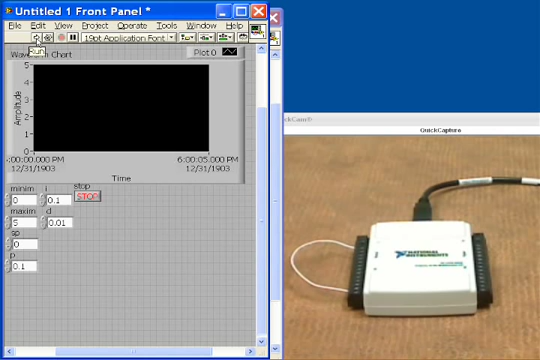 Untitled 1 Front Panel *
File Edit View Project Operate Tools Window Help
19pt Application Font
Run
Waveform Chart
Plot 0
5
4
3
2
1
0
Amplitude
:00:00.000 PM
12/31/1903
6:00:05.000 PM
12/31/1903
Time
minim
0
i
0.1
stop
STOP
maxim
5
d
0.01
sp
0
p
0.1
QuickCapture
NATIONAL
INSTRUMENTS